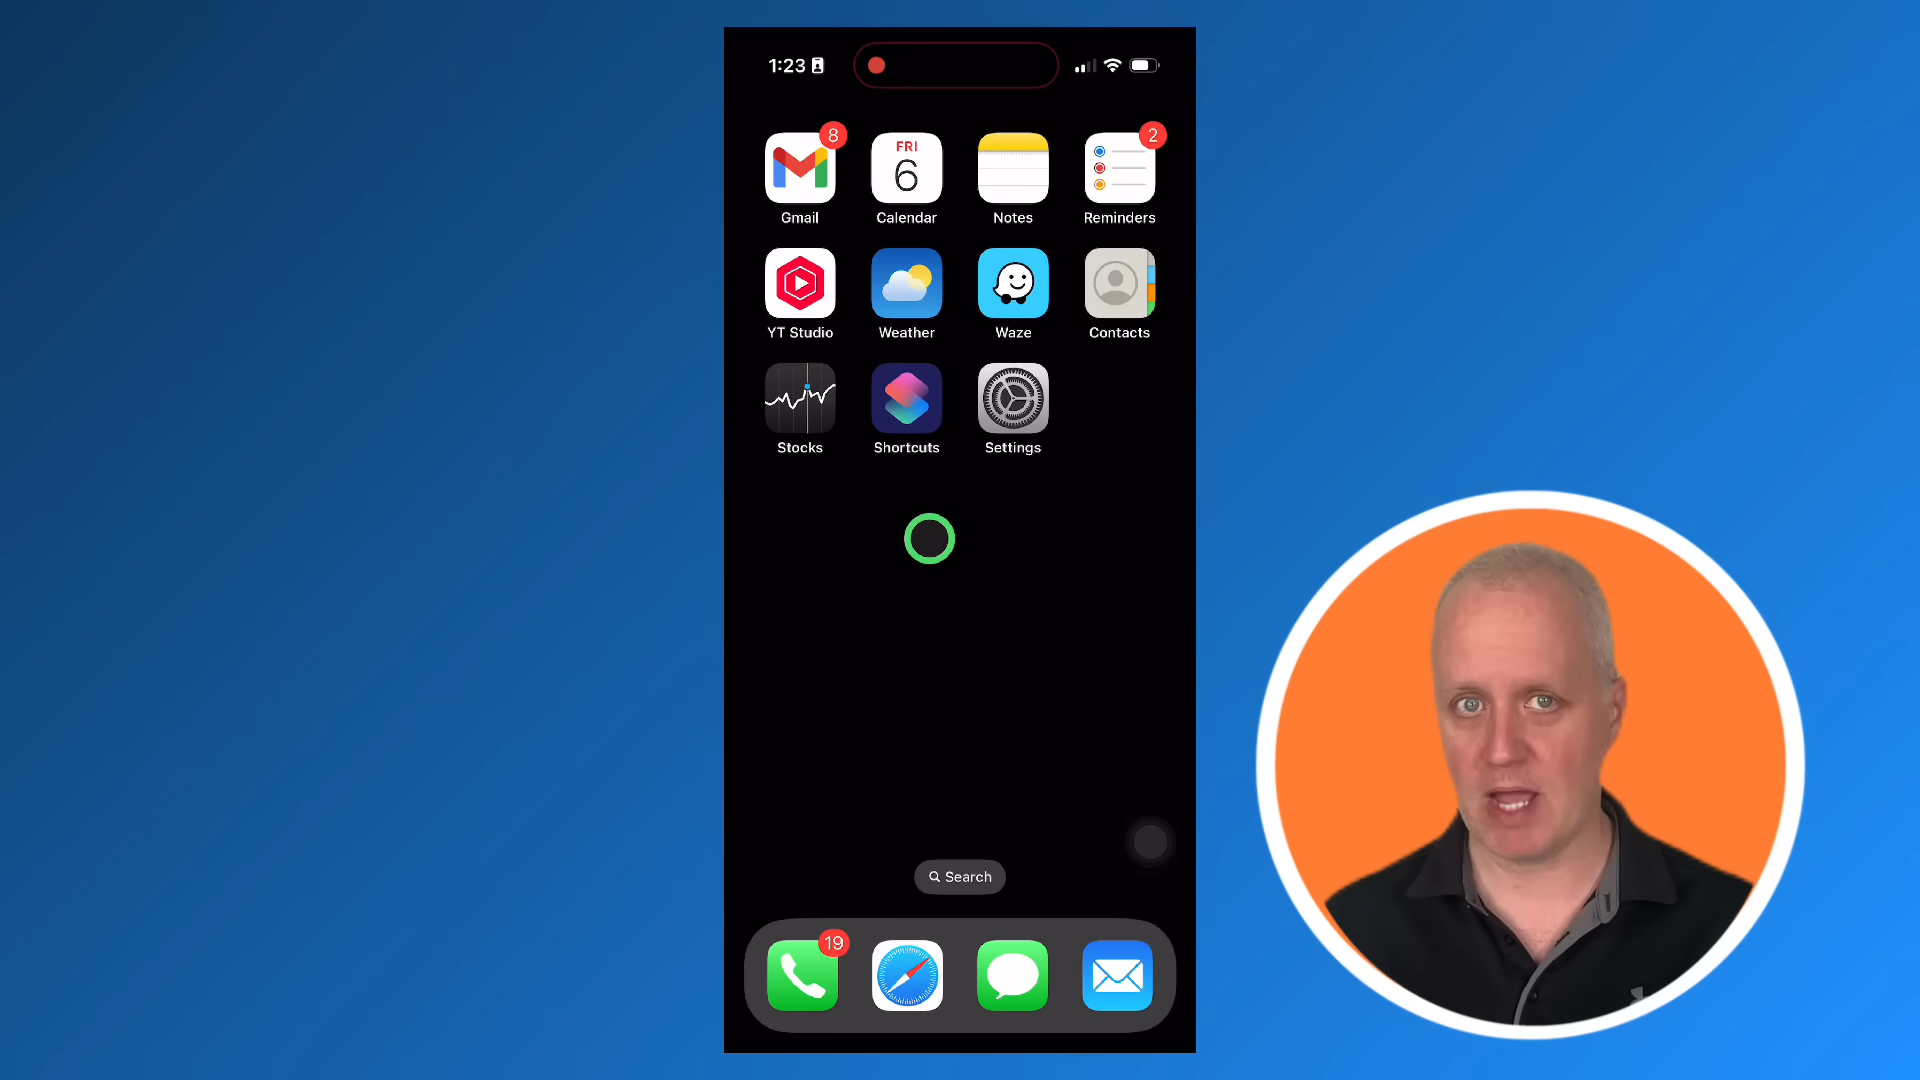 1:23
8
FRI
6
2
Gmail
Calendar
Notes
Reminders
YT Studio
Weather
Waze
Contacts
Stocks
Shortcuts
Settings
Search
19